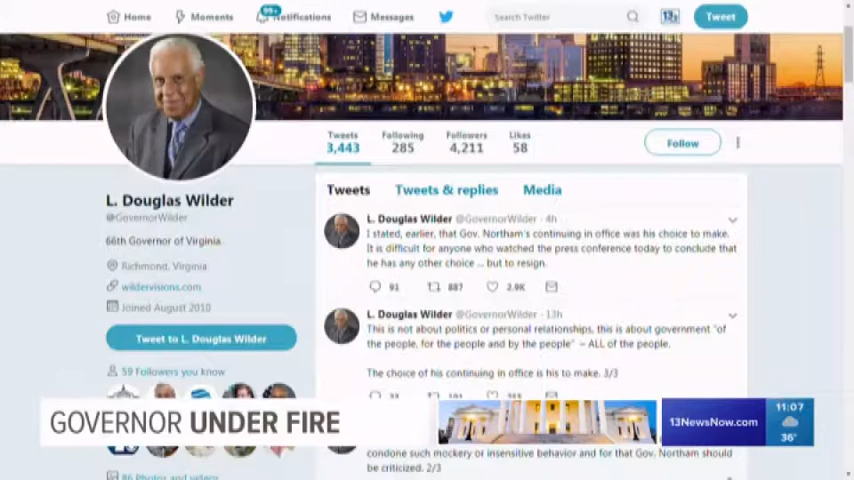 Home
Moments
99+
Notifications
Messages
Search Twitter
13
Tweet
Tweets
3,443
Following
285
Followers
4,211
Likes
58
Follow
L. Douglas Wilder
@GovernorWilder
66th Governor of Virginia
Richmond, Virginia
wildervisions.com
Joined August 2010
Tweet to L. Douglas Wilder
59 Followers you know
86 Photos and videos
Tweets
Tweets & replies
Media
L. Douglas Wilder @GovernorWilder · 4h
I stated, earlier, that Gov. Northam's continuing in office was his choice to make.
It is difficult for anyone who watched the press conference today to conclude that
he has any other choice ... but to resign.
91
887
2.9K
L. Douglas Wilder @GovernorWilder · 13h
This is not about politics or personal relationships, this is about government "of
the people, for the people and by the people" – ALL of the people.
The choice of his continuing in office is his to make. 3/3
condone such mockery or insensitive behavior and for that Gov. Northam should
be criticized. 2/3
GOVERNOR UNDER FIRE
13NewsNow.com
11:07
36°